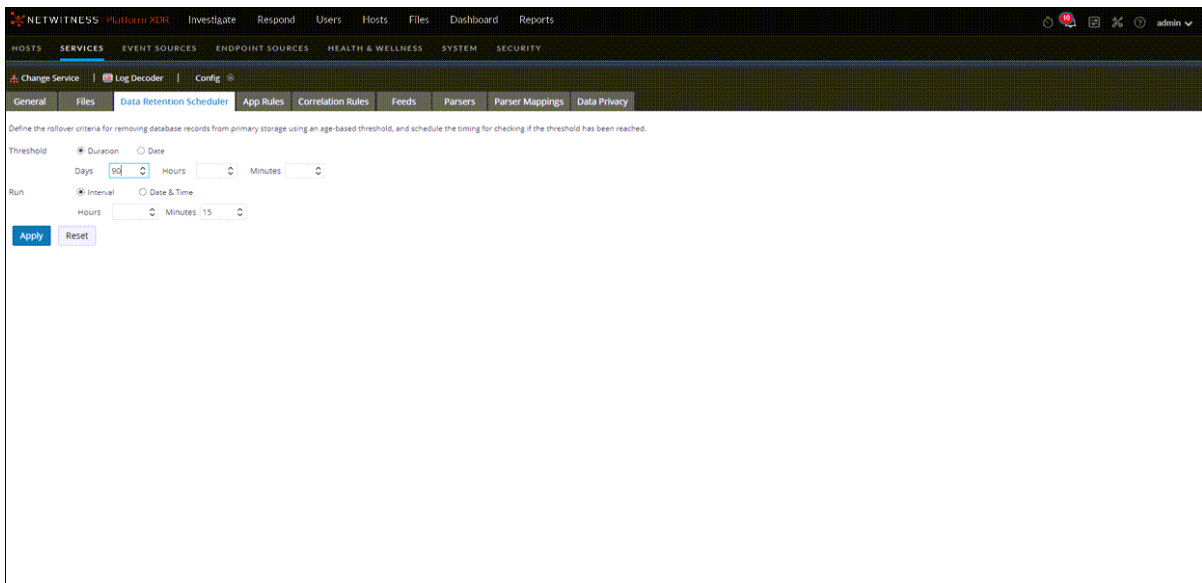 NETWITNESS Platform XDR Investigate Respond Users Hosts Files Dashboard Reports 10 admin
HOSTS SERVICES EVENT SOURCES ENDPOINT SOURCES HEALTH & WELLNESS SYSTEM SECURITY
Change Service | Log Decoder | Config
General Files Data Retention Scheduler App Rules Correlation Rules Feeds Parsers Parser Mappings Data Privacy
Define the rollover criteria for removing database records from primary storage using an age-based threshold, and schedule the timing for checking if the threshold has been reached.
Threshold Duration Date
Days 90 Hours Minutes
Run Interval Date & Time
Hours Minutes 15
Apply Reset